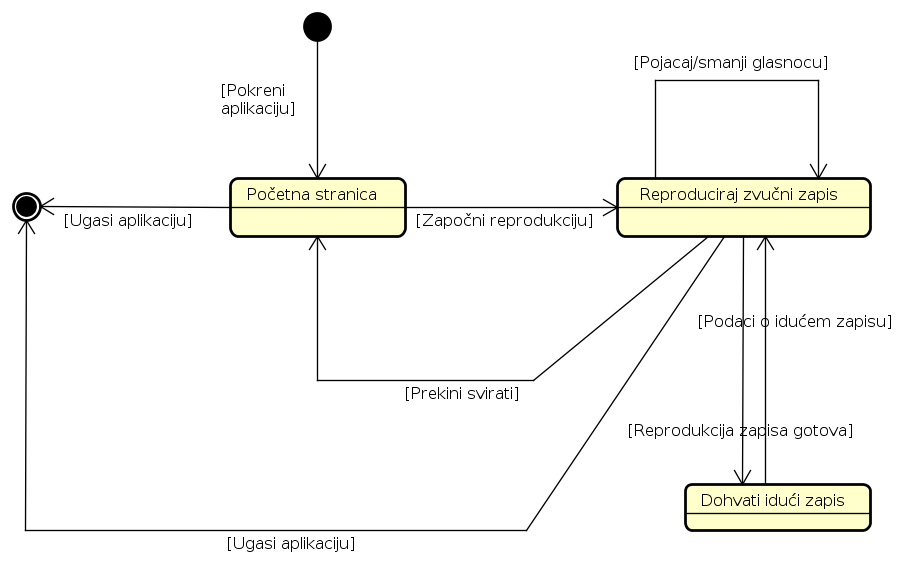 [Pojacaj/smanji glasnocu]
[Pokreni
aplikaciju]
Početna stranica
Reproduciraj zvučni zapis
[Ugasi aplikaciju]
[Započni reprodukciju]
[Podaci o idućem zapisu]
[Prekini svirati]
[Reprodukcija zapisa gotova]
Dohvati idući zapis
[Ugasi aplikaciju]